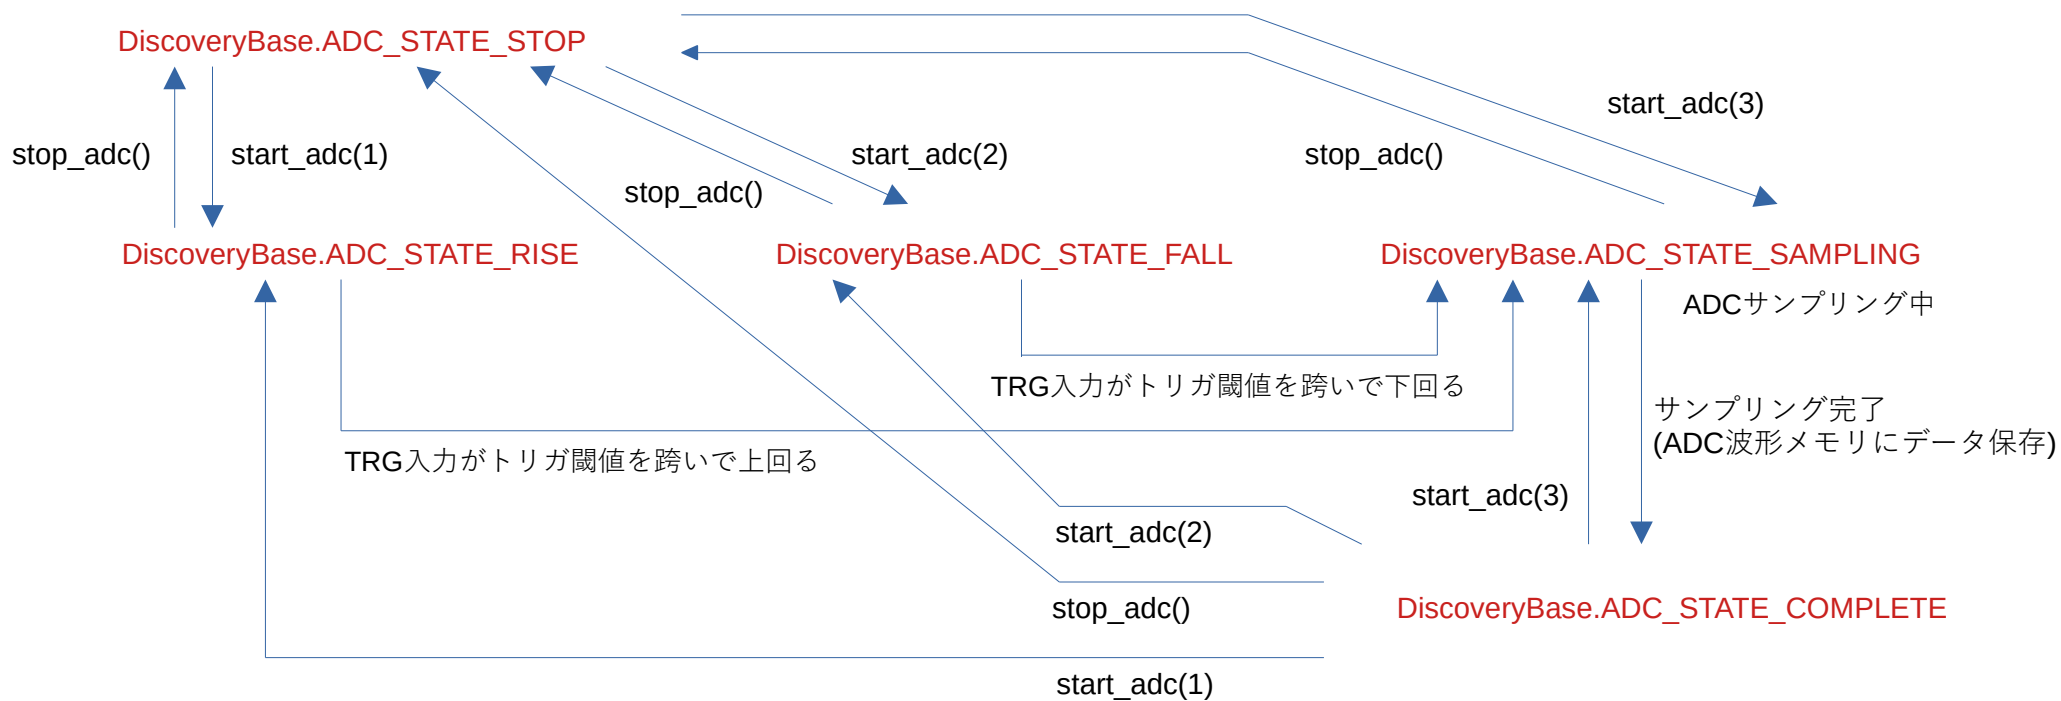 DiscoveryBase.ADC_STATE_STOP
start_adc(3)
stop_adc()
start_adc(1)
start_adc(2)
stop_adc()
stop_adc()
DiscoveryBase.ADC_STATE_RISE
DiscoveryBase.ADC_STATE_FALL
DiscoveryBase.ADC_STATE_SAMPLING
ADCサンプリング中
TRG入力がトリガ閾値を跨いで下回る
サンプリング完了
(ADC波形メモリにデータ保存)
TRG入力がトリガ閾値を跨いで上回る
start_adc(3)
start_adc(2)
stop_adc()
DiscoveryBase.ADC_STATE_COMPLETE
start_adc(1)